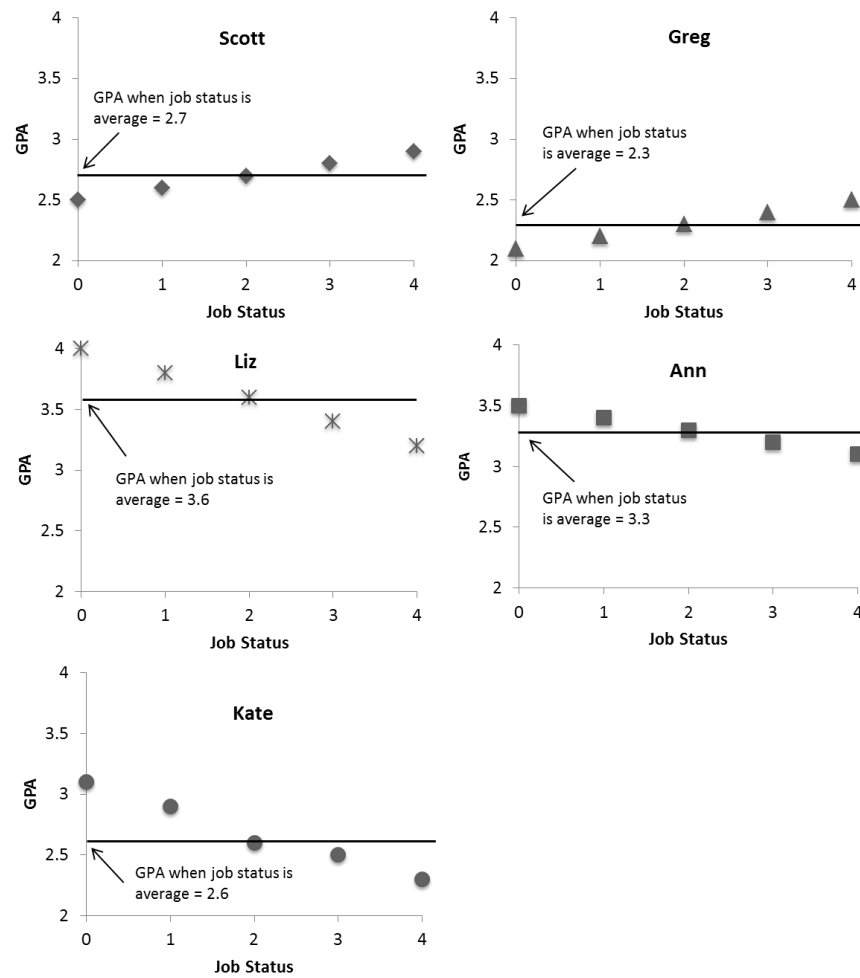 Scott
GPA when job status is
average = 2.7
GPA
4
3.5
3
2.5
2
0 1 2 3 4
Job Status
Greg
GPA when job status
is average = 2.3
GPA
4
3.5
3
2.5
2
0 1 2 3 4
Job Status
Liz
GPA when job status is
average = 3.6
GPA
4
3.5
3
2.5
2
0 1 2 3 4
Job Status
Ann
GPA when job status
is average = 3.3
GPA
4
3.5
3
2.5
2
0 1 2 3 4
Job Status
Kate
GPA when job status is
average = 2.6
GPA
4
3.5
3
2.5
2
0 1 2 3 4
Job Status